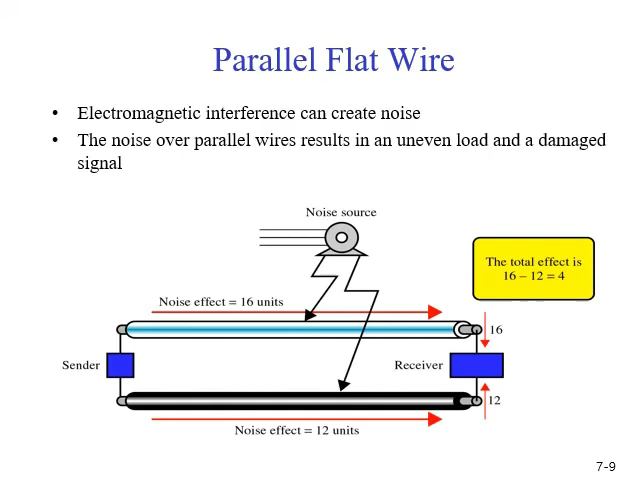 Parallel Flat Wire
• Electromagnetic interference can create noise
• The noise over parallel wires results in an uneven load and a damaged
signal
Noise source
The total effect is
16 – 12 = 4
Noise effect = 16 units
16
Sender
Receiver
12
Noise effect = 12 units
7-9